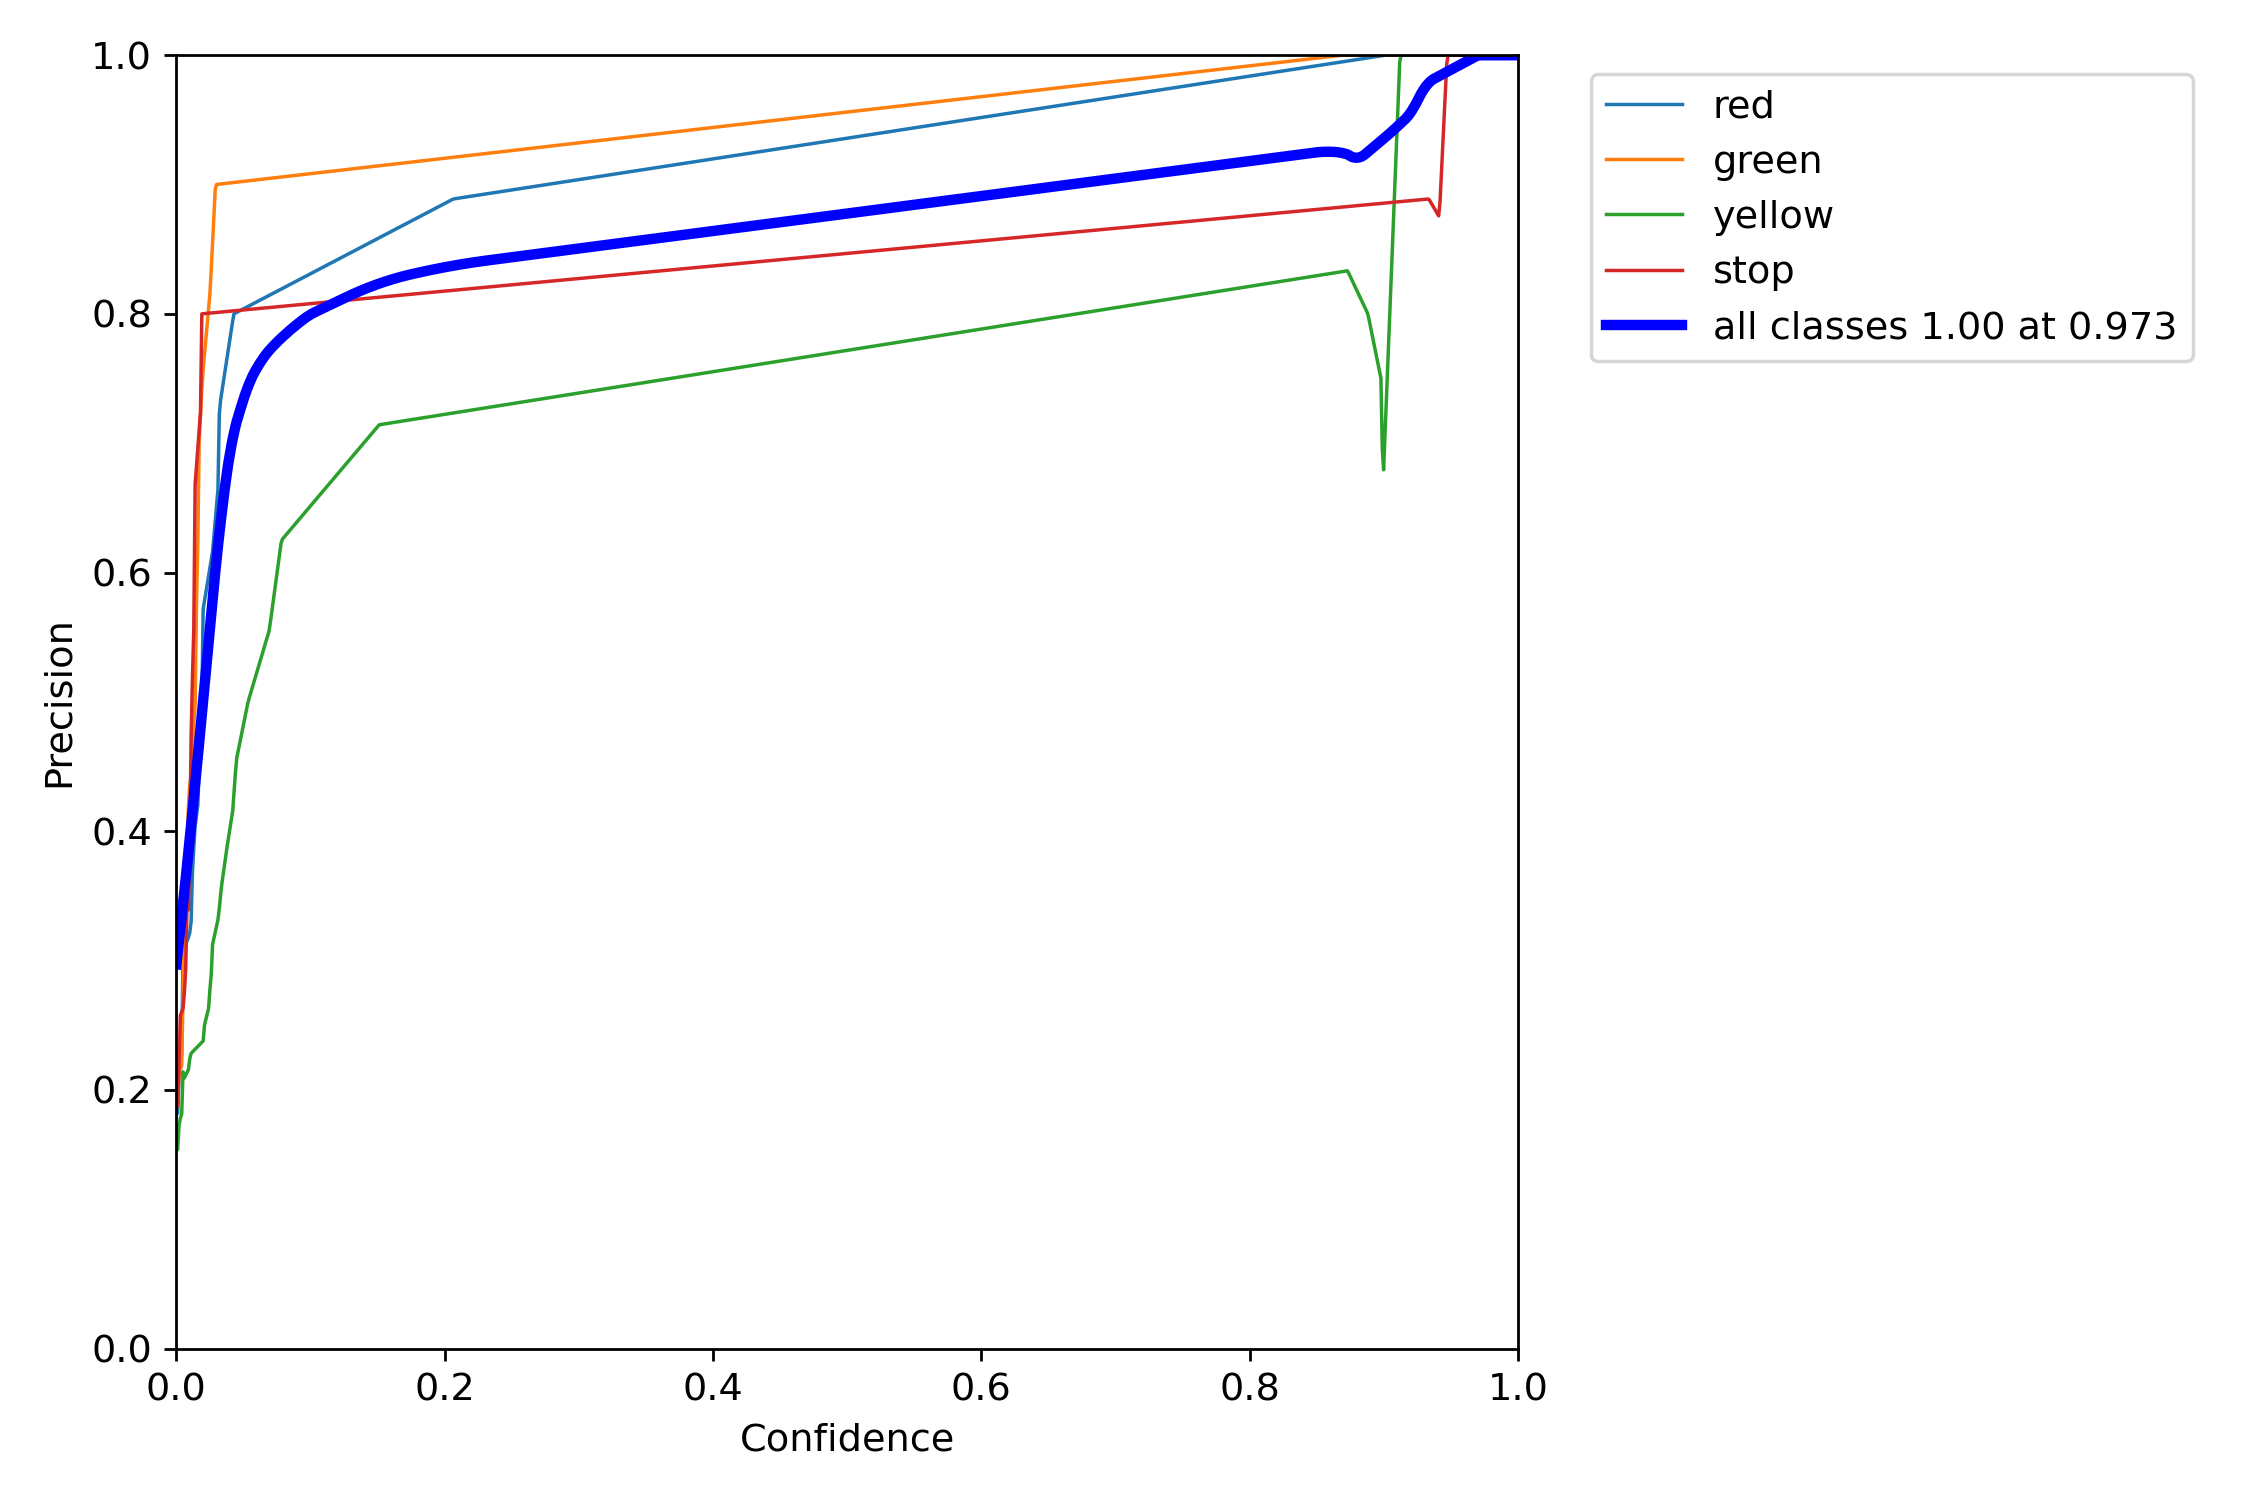 1.0
0.8
0.6
0.4
0.2
0.0
0.0 0.2 0.4 0.6 0.8 1.0
Precision
Confidence
red
green
yellow
stop
all classes 1.00 at 0.973